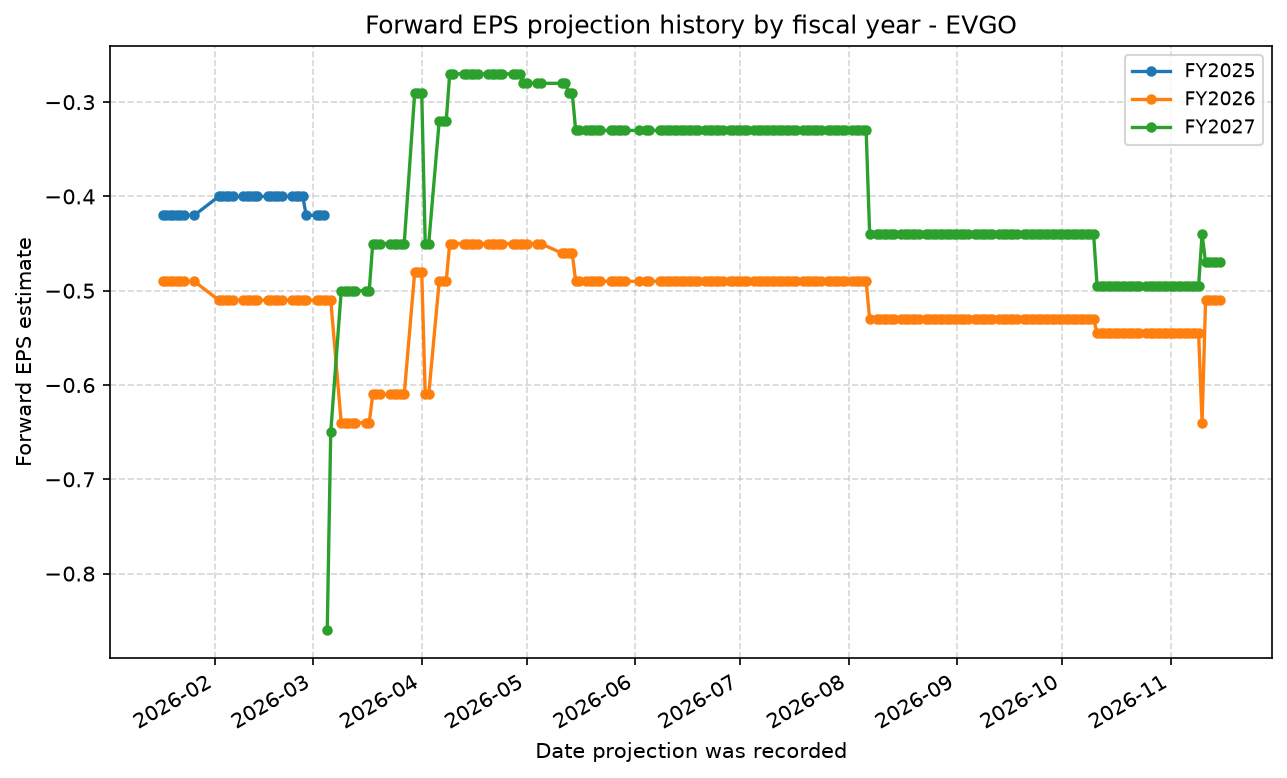 Forward EPS projection history by fiscal year - EVGO
FY2025
FY2026
FY2027
Forward EPS estimate
−0.3
−0.4
−0.5
−0.6
−0.7
−0.8
2026-02
2026-03
2026-04
2026-05
2026-06
2026-07
2026-08
2026-09
2026-10
2026-11
Date projection was recorded